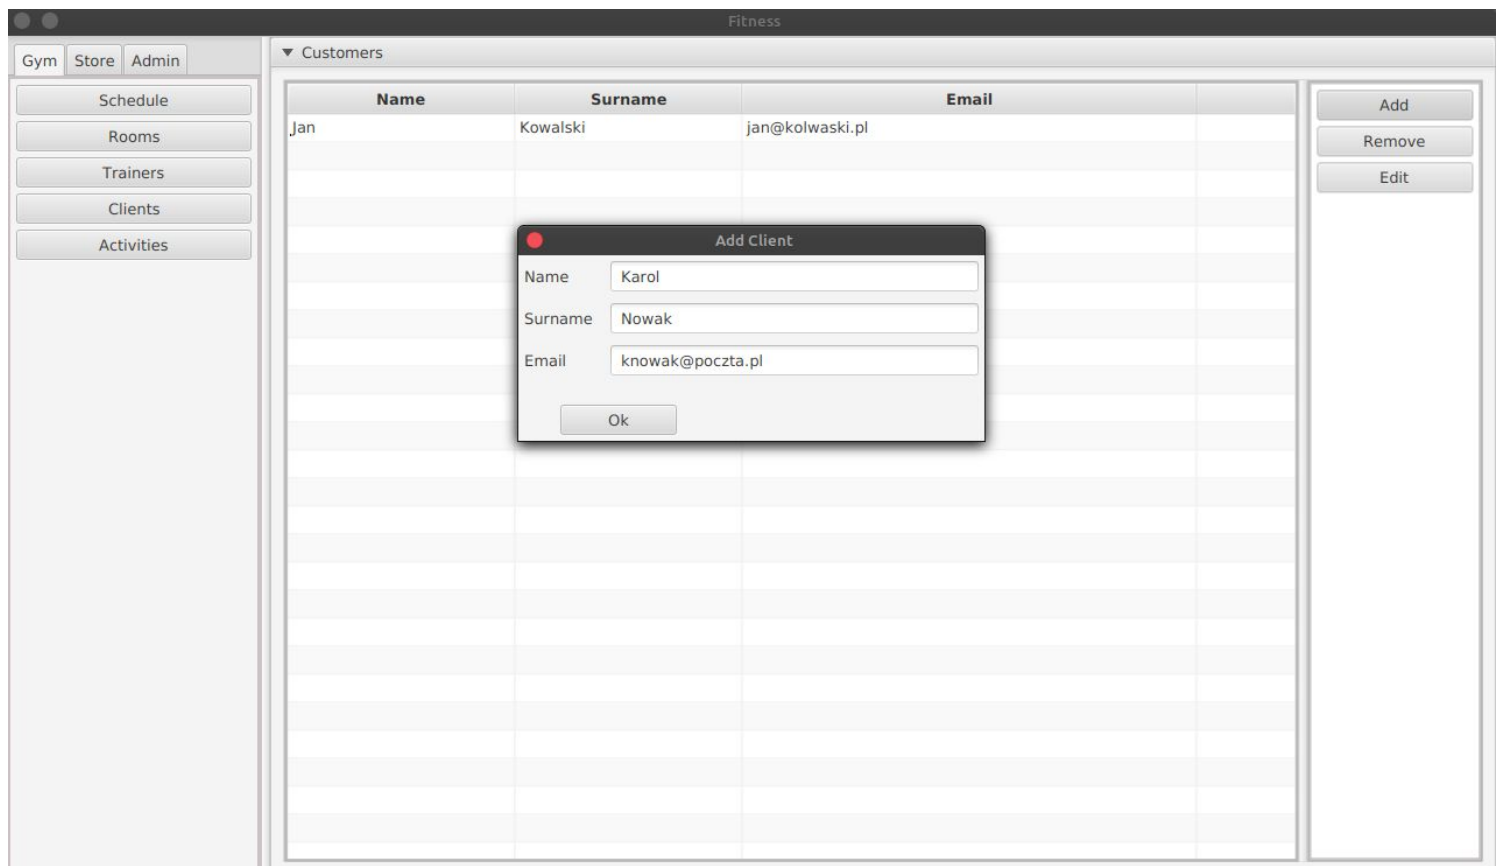 Fitness
Gym Store Admin
Schedule
Rooms
Trainers
Clients
Activities
Customers
Name Surname Email
Jan Kowalski jan@kolwaski.pl
Add
Remove
Edit
Add Client
Name Karol
Surname Nowak
Email knowak@poczta.pl
Ok